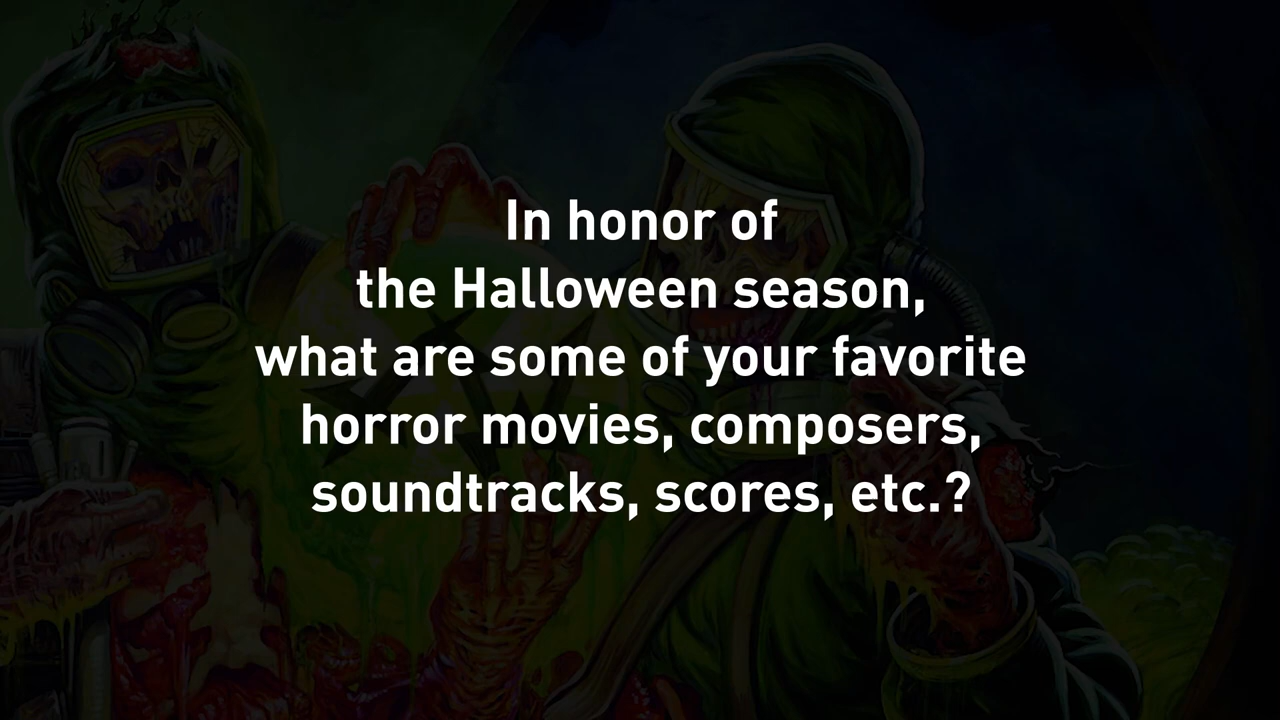 In honor of
the Halloween season,
what are some of your favorite
horror movies, composers,
soundtracks, scores, etc.?